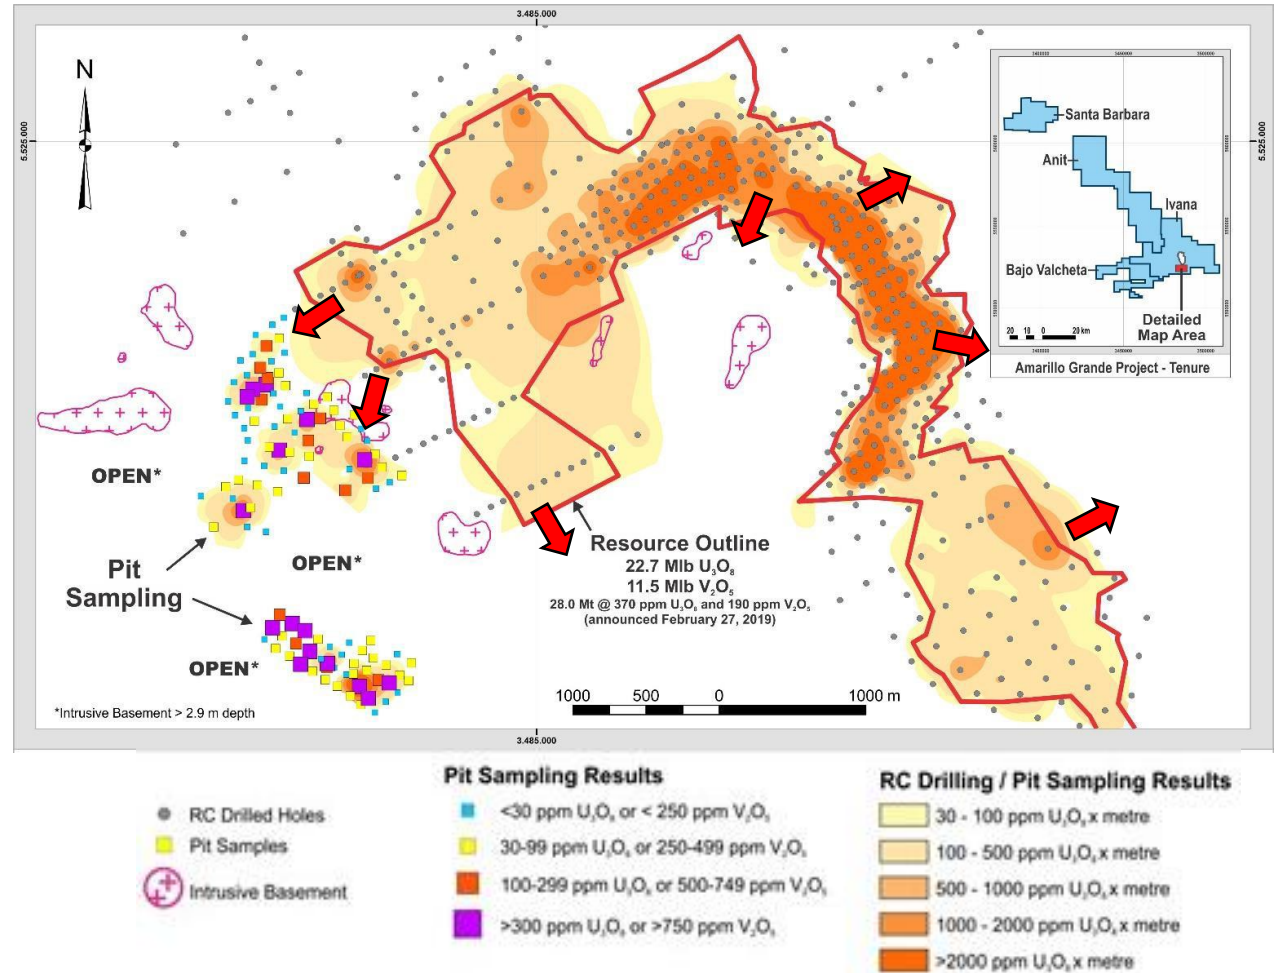 3.485.000
N
5.525.000
5.525.000
Santa Barbara
Anit
Ivana
Bajo Valcheta
Detailed
Map Area
20 10 0 20 km
Amarillo Grande Project - Tenure
OPEN*
OPEN*
OPEN*
Pit
Sampling
Resource Outline
22.7 Mlb U₃O₈
11.5 Mlb V₂O₅
28.0 Mt @ 370 ppm U₃O₈ and 190 ppm V₂O₅
(announced February 27, 2019)
1000 500 0 1000 m
*Intrusive Basement > 2.9 m depth
3.485.000
RC Drilled Holes
Pit Samples
Intrusive Basement
Pit Sampling Results
<30 ppm U₃O₈ or < 250 ppm V₂O₅
30-99 ppm U₃O₈ or 250-499 ppm V₂O₅
100-299 ppm U₃O₈ or 500-749 ppm V₂O₅
>300 ppm U₃O₈ or >750 ppm V₂O₅
RC Drilling / Pit Sampling Results
30 - 100 ppm U₃O₈ x metre
100 - 500 ppm U₃O₈ x metre
500 - 1000 ppm U₃O₈ x metre
1000 - 2000 ppm U₃O₈ x metre
>2000 ppm U₃O₈ x metre